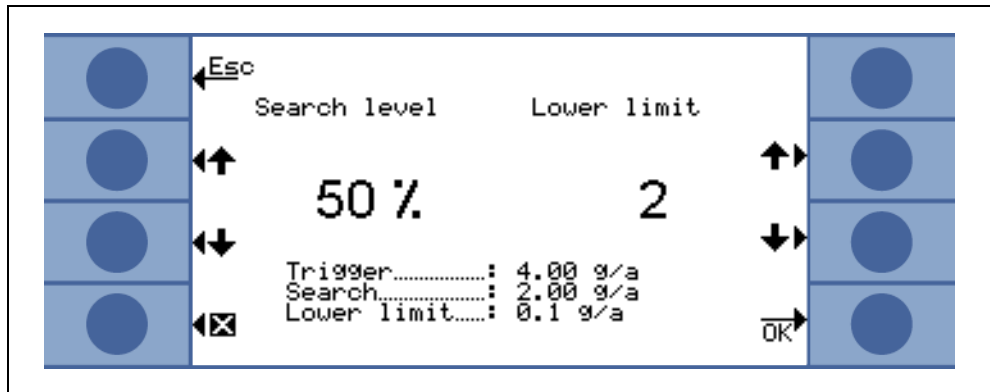 Esc
Search level Lower limit
50 % 2
Trigger................: 4.00 g/a
Search..................: 2.00 g/a
Lower limit.....: 0.1 g/a
OK